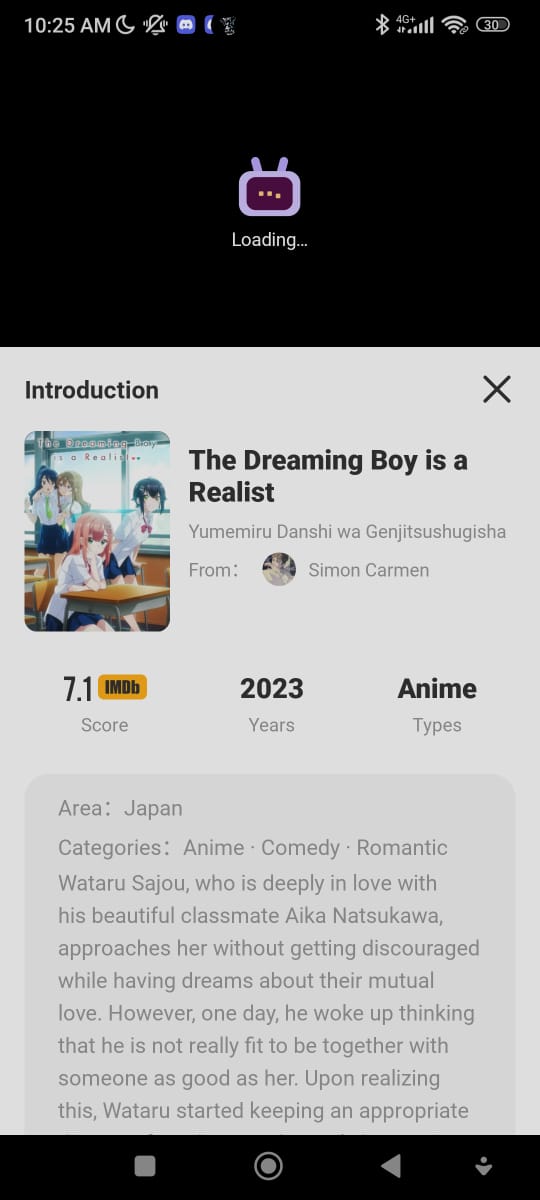 10:25 AM
4G+
30
Loading...
Introduction
The Dreaming Boy
is a Realist
The Dreaming Boy is a
Realist
Yumemiru Danshi wa Genjitsushugisha
From: Simon Carmen
7.1 IMDb
2023
Anime
Score
Years
Types
Area: Japan
Categories: Anime · Comedy · Romantic
Wataru Sajou, who is deeply in love with
his beautiful classmate Aika Natsukawa,
approaches her without getting discouraged
while having dreams about their mutual
love. However, one day, he woke up thinking
that he is not really fit to be together with
someone as good as her. Upon realizing
this, Wataru started keeping an appropriate